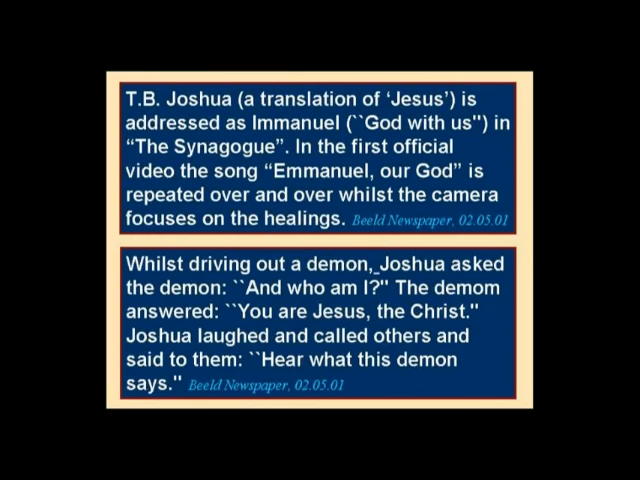 T.B. Joshua (a translation of ‘Jesus’) is
addressed as Immanuel (``God with us") in
“The Synagogue”. In the first official
video the song “Emmanuel, our God” is
repeated over and over whilst the camera
focuses on the healings. Beeld Newspaper, 02.05.01
Whilst driving out a demon,_Joshua asked
the demon: ``And who am I?" The demom
answered: ``You are Jesus, the Christ."
Joshua laughed and called others and
said to them: ``Hear what this demon
says." Beeld Newspaper, 02.05.01